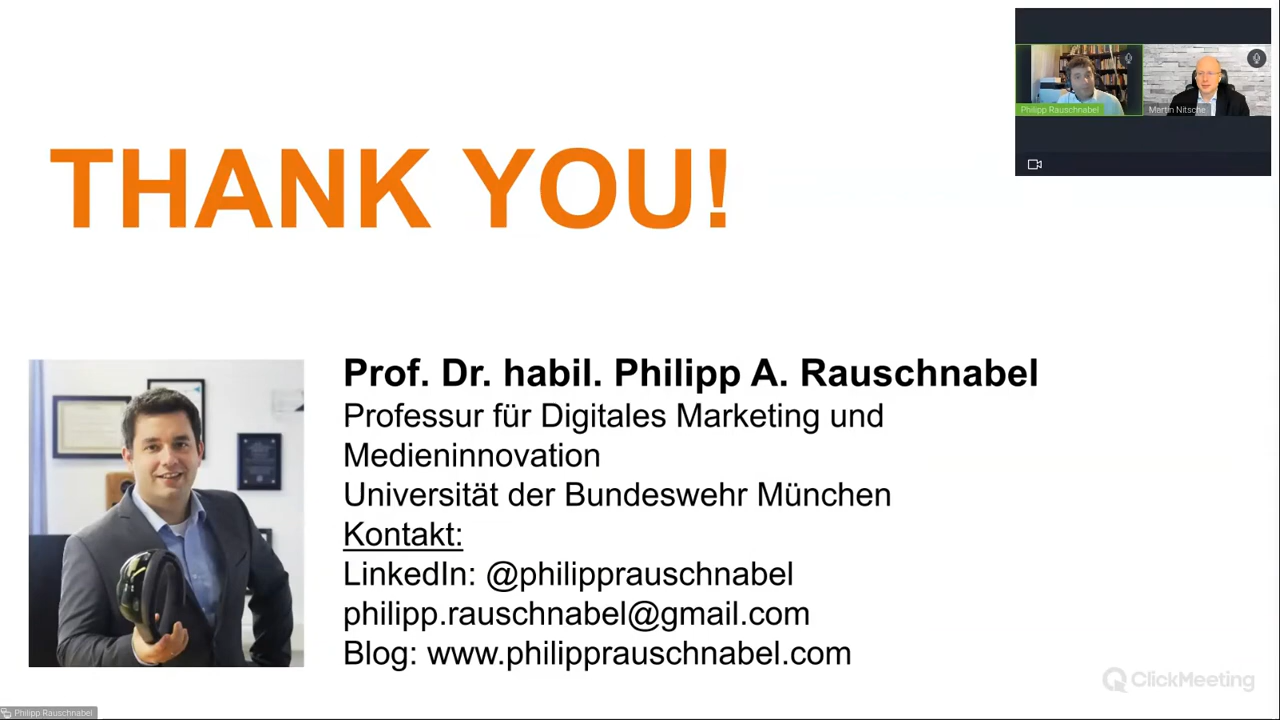 Philipp Rauschnabel
Martin Nitsche
THANK YOU!
Prof. Dr. habil. Philipp A. Rauschnabel
Professur für Digitales Marketing und
Medieninnovation
Universität der Bundeswehr München
Kontakt:
LinkedIn: @philipprauschnabel
philipp.rauschnabel@gmail.com
Blog: www.philipprauschnabel.com
ClickMeeting
Philipp Rauschnabel